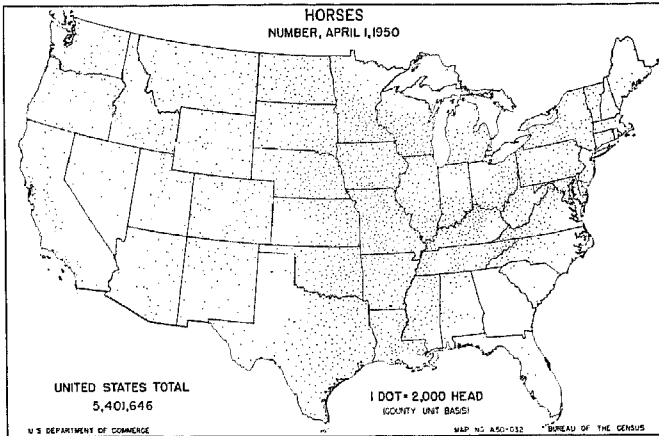 HORSES
NUMBER, APRIL 1, 1950
UNITED STATES TOTAL
5,401,646
1 DOT = 2,000 HEAD
(COUNTY UNIT BASIS)
U S DEPARTMENT OF COMMERCE
MAP NO. A50-032
BUREAU OF THE CENSUS